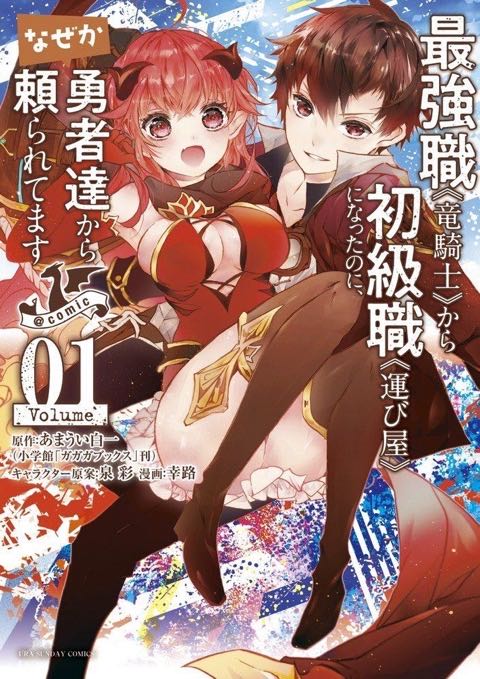 最強職《竜騎士》から
初級職《運び屋》
になったのに、
なぜか
勇者達から
頼られてます
@comic
01
Volume
原作:あまうい白一
(小学館「ガガガブックス」刊)
キャラクター原案:泉 彩 漫画:幸路
URA SUNDAY COMICS